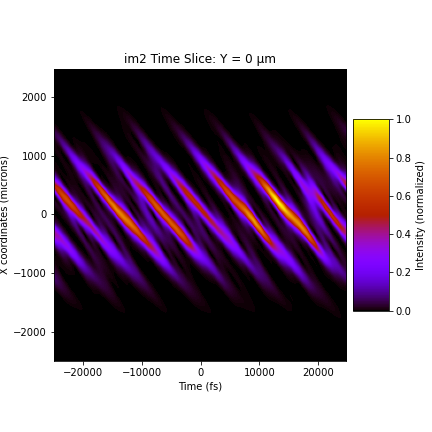 im2 Time Slice: Y = 0 μm
X coordinates (microns)
2000
1000
0
−1000
−2000
−20000 −10000 0 10000 20000
Time (fs)
1.0
0.8
0.6
0.4
0.2
0.0
Intensity (normalized)